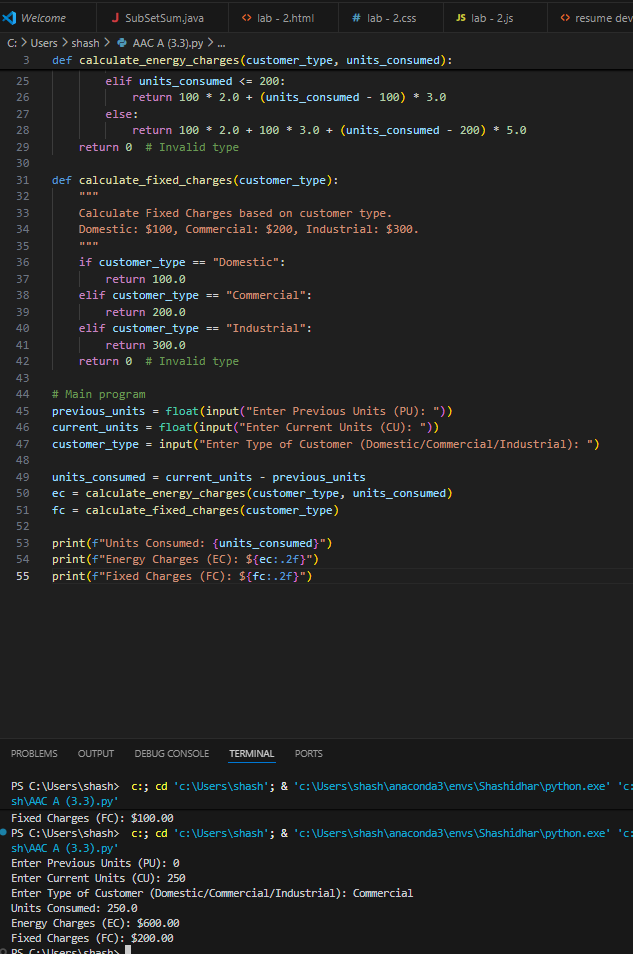 Welcome J SubSetSum.java <> lab - 2.html # lab - 2.css JS lab - 2.js <> resume dev
C: > Users > shash > AAC A (3.3).py > ...
3 def calculate_energy_charges(customer_type, units_consumed):
25         elif units_consumed <= 200:
26             return 100 * 2.0 + (units_consumed - 100) * 3.0
27         else:
28             return 100 * 2.0 + 100 * 3.0 + (units_consumed - 200) * 5.0
29     return 0  # Invalid type
30
31 def calculate_fixed_charges(customer_type):
32     """
33     Calculate Fixed Charges based on customer type.
34     Domestic: $100, Commercial: $200, Industrial: $300.
35     """
36     if customer_type == "Domestic":
37         return 100.0
38     elif customer_type == "Commercial":
39         return 200.0
40     elif customer_type == "Industrial":
41         return 300.0
42     return 0  # Invalid type
43
44 # Main program
45 previous_units = float(input("Enter Previous Units (PU): "))
46 current_units = float(input("Enter Current Units (CU): "))
47 customer_type = input("Enter Type of Customer (Domestic/Commercial/Industrial): ")
48
49 units_consumed = current_units - previous_units
50 ec = calculate_energy_charges(customer_type, units_consumed)
51 fc = calculate_fixed_charges(customer_type)
52
53 print(f"Units Consumed: {units_consumed}")
54 print(f"Energy Charges (EC): ${ec:.2f}")
55 print(f"Fixed Charges (FC): ${fc:.2f}")
PROBLEMS OUTPUT DEBUG CONSOLE TERMINAL PORTS
PS C:\Users\shash>  c:; cd 'c:\Users\shash'; & 'c:\Users\shash\anaconda3\envs\Shashidhar\python.exe' 'c:
sh\AAC A (3.3).py'
Fixed Charges (FC): $100.00
PS C:\Users\shash>  c:; cd 'c:\Users\shash'; & 'c:\Users\shash\anaconda3\envs\Shashidhar\python.exe' 'c:
sh\AAC A (3.3).py'
Enter Previous Units (PU): 0
Enter Current Units (CU): 250
Enter Type of Customer (Domestic/Commercial/Industrial): Commercial
Units Consumed: 250.0
Energy Charges (EC): $600.00
Fixed Charges (FC): $200.00
PS C:\Users\shash>